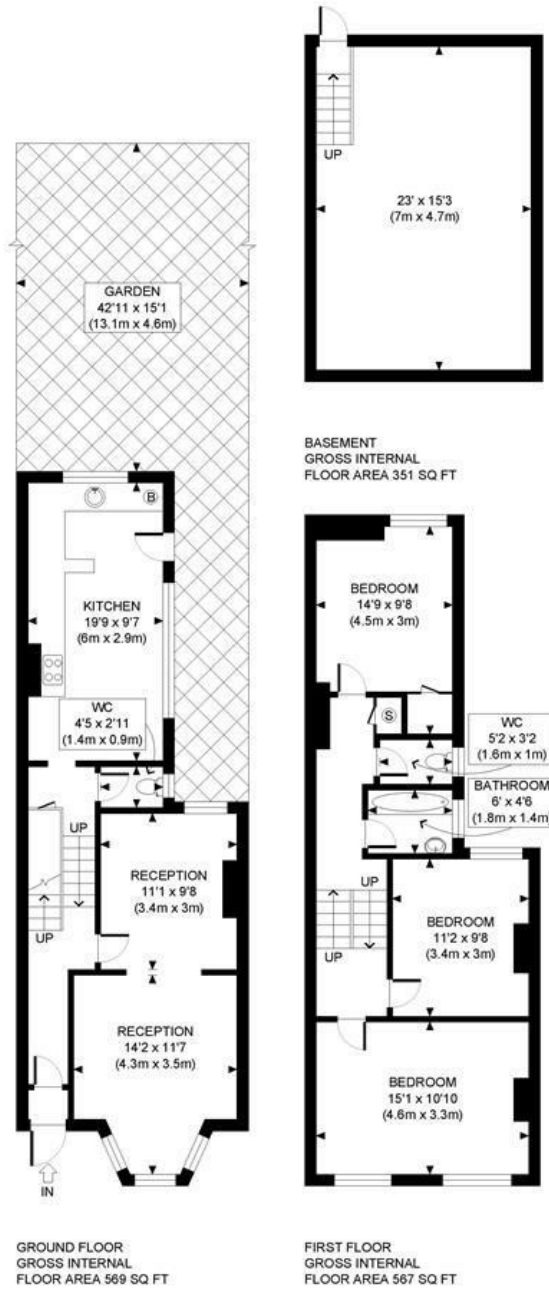 UP
23' x 15'3
(7m x 4.7m)
BASEMENT
GROSS INTERNAL
FLOOR AREA 351 SQ FT
GARDEN
42'11 x 15'1
(13.1m x 4.6m)
B
KITCHEN
19'9 x 9'7
(6m x 2.9m)
WC
4'5 x 2'11
(1.4m x 0.9m)
UP
UP
RECEPTION
11'1 x 9'8
(3.4m x 3m)
RECEPTION
14'2 x 11'7
(4.3m x 3.5m)
IN
GROUND FLOOR
GROSS INTERNAL
FLOOR AREA 569 SQ FT
BEDROOM
14'9 x 9'8
(4.5m x 3m)
S
WC
5'2 x 3'2
(1.6m x 1m)
BATHROOM
6' x 4'6
(1.8m x 1.4m)
UP
UP
BEDROOM
11'2 x 9'8
(3.4m x 3m)
BEDROOM
15'1 x 10'10
(4.6m x 3.3m)
FIRST FLOOR
GROSS INTERNAL
FLOOR AREA 567 SQ FT